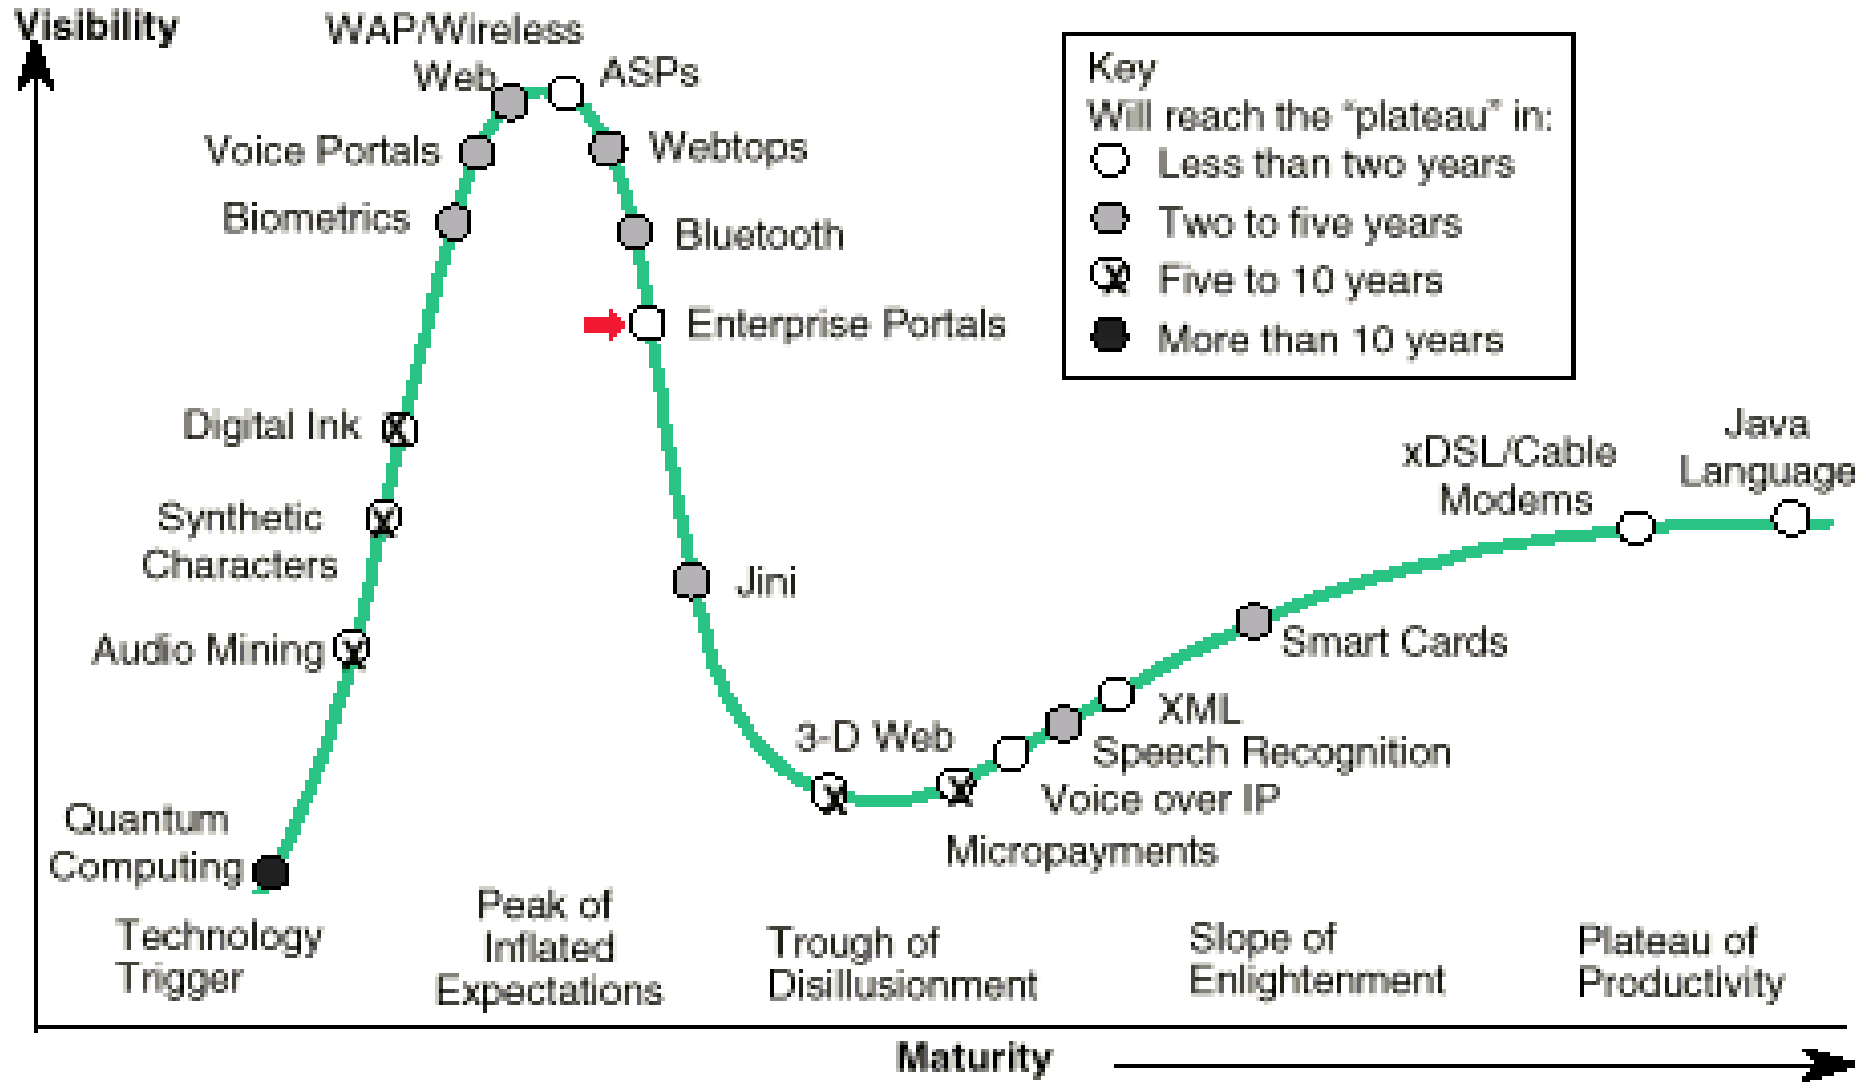 Visibility
WAP/Wireless
Web
ASPs
Voice Portals
Webtops
Biometrics
Bluetooth
Enterprise Portals
Key
Will reach the “plateau” in:
Less than two years
Two to five years
Five to 10 years
More than 10 years
Digital Ink
Synthetic
Characters
Audio Mining
Quantum
Computing
Jini
3-D Web
Micropayments
Voice over IP
Speech Recognition
XML
Smart Cards
xDSL/Cable
Modems
Java
Language
Technology
Trigger
Peak of
Inflated
Expectations
Trough of
Disillusionment
Slope of
Enlightenment
Plateau of
Productivity
Maturity